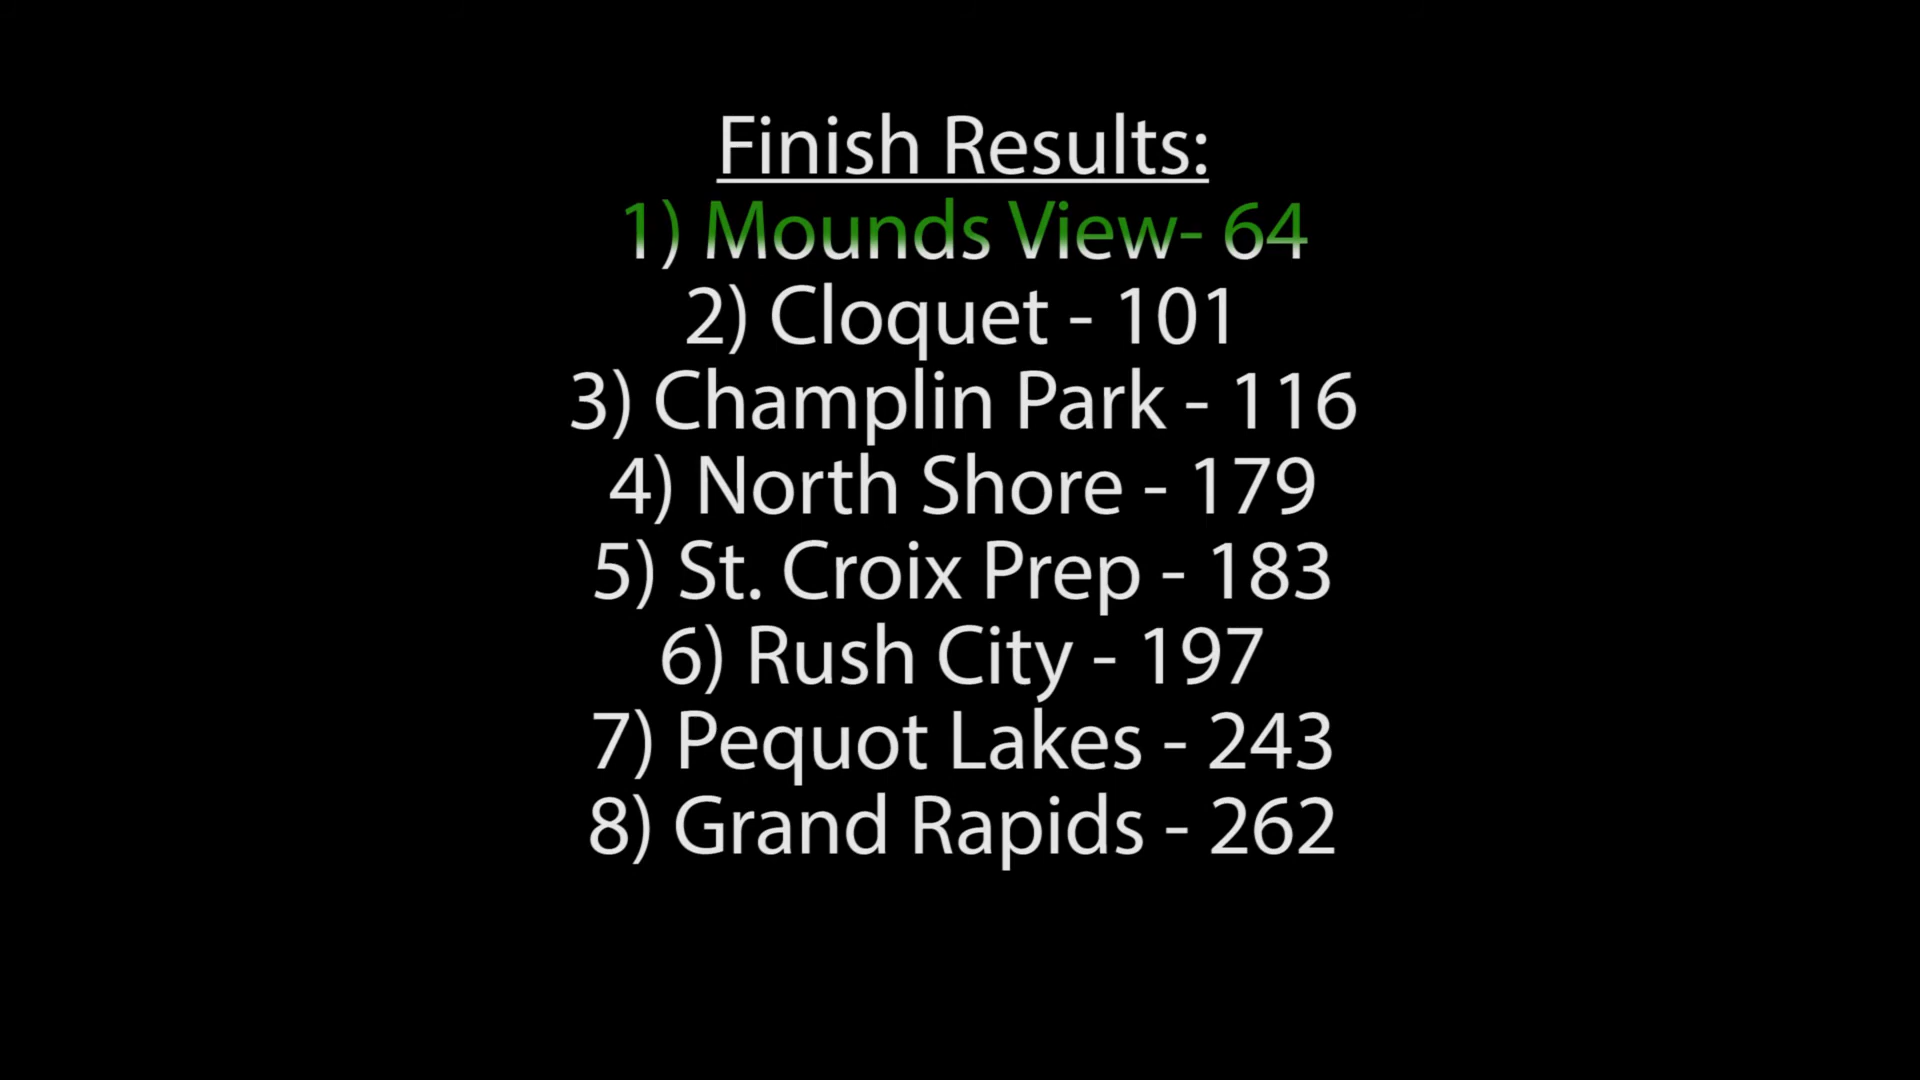 Finish Results:
1) Mounds View- 64
2) Cloquet - 101
3) Champlin Park - 116
4) North Shore - 179
5) St. Croix Prep - 183
6) Rush City - 197
7) Pequot Lakes - 243
8) Grand Rapids - 262